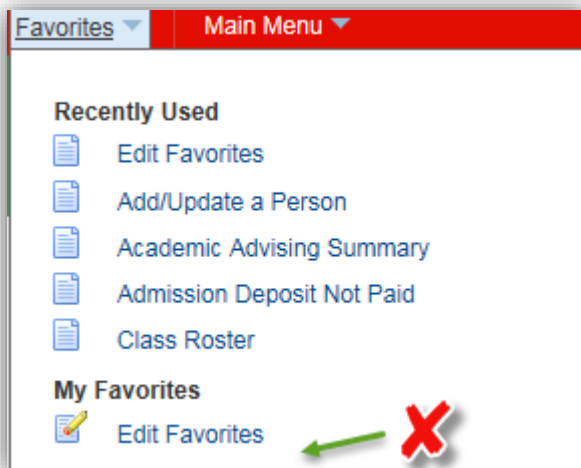 Favorites Main Menu
Recently Used
Edit Favorites
Add/Update a Person
Academic Advising Summary
Admission Deposit Not Paid
Class Roster
My Favorites
Edit Favorites